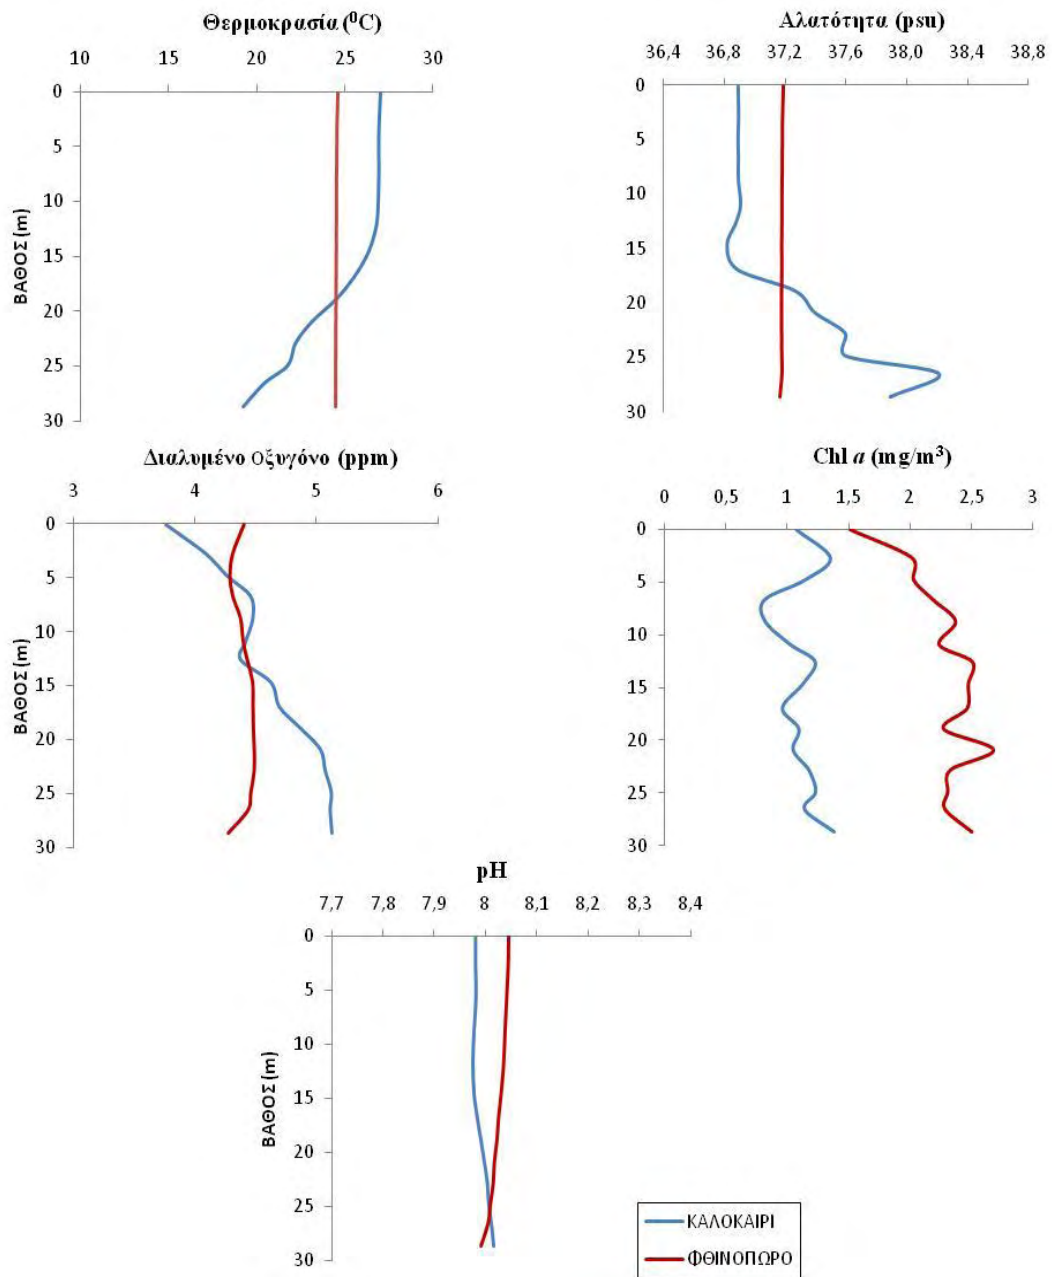 Θερμοκρασία (⁰C)
10 15 20 25 30
0
5
10
15
20
25
30
ΒΑΘΟΣ (m)
Αλατότητα (psu)
36,4 36,8 37,2 37,6 38,0 38,4 38,8
0
5
10
15
20
25
30
Διαλυμένο οξυγόνο (ppm)
3 4 5 6
0
5
10
15
20
25
30
ΒΑΘΟΣ (m)
Chl a (mg/m³)
0 0,5 1 1,5 2 2,5 3
0
5
10
15
20
25
30
pH
7,7 7,8 7,9 8 8,1 8,2 8,3 8,4
0
5
10
15
20
25
30
ΒΑΘΟΣ (m)
ΚΑΛΟΚΑΙΡΙ
ΦΘΙΝΟΠΩΡΟ